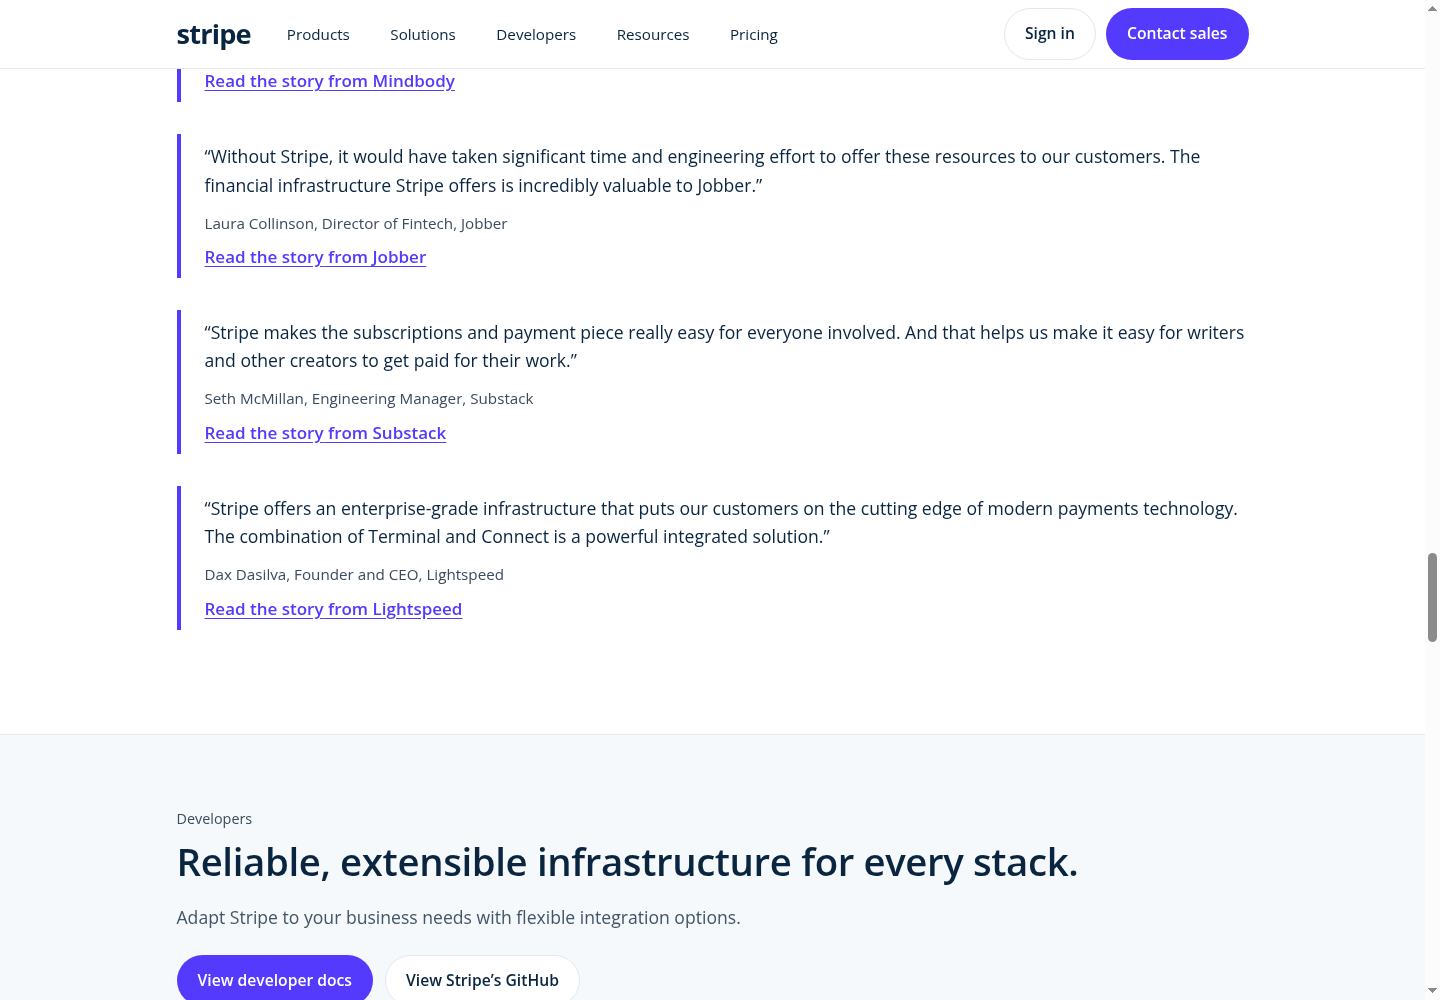 stripe
Products
Solutions
Developers
Resources
Pricing
Sign in
Contact sales
Read the story from Mindbody
“Without Stripe, it would have taken significant time and engineering effort to offer these resources to our customers. The
financial infrastructure Stripe offers is incredibly valuable to Jobber.”
Laura Collinson, Director of Fintech, Jobber
Read the story from Jobber
“Stripe makes the subscriptions and payment piece really easy for everyone involved. And that helps us make it easy for writers
and other creators to get paid for their work.”
Seth McMillan, Engineering Manager, Substack
Read the story from Substack
“Stripe offers an enterprise-grade infrastructure that puts our customers on the cutting edge of modern payments technology.
The combination of Terminal and Connect is a powerful integrated solution.”
Dax Dasilva, Founder and CEO, Lightspeed
Read the story from Lightspeed
Developers
Reliable, extensible infrastructure for every stack.
Adapt Stripe to your business needs with flexible integration options.
View developer docs
View Stripe’s GitHub